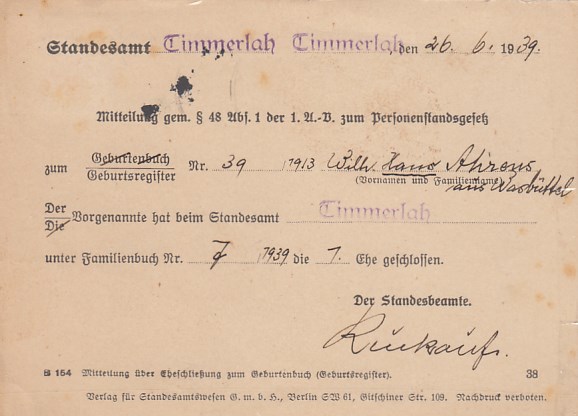 Standesamt Timmerlah Timmerlah, den 26. 6. 1939.
Mitteilung gem. § 48 Abs. 1 der 1. A.-V. zum Personenstandsgesetz
zum Geburtenbuch
Geburtsregister Nr. 39 /1913 Wilh. Hans Ahrens
(Vornamen und Familienname) aus Wasbüttel
Der
Die Vorgenannte hat beim Standesamt Timmerlah
unter Familienbuch Nr. 7 /1939 die 1. Ehe geschlossen.
Der Standesbeamte.
B 154 Mitteilung über Eheschließung zum Geburtenbuch (Geburtsregister). 38
Verlag für Standesamtswesen G. m. b. H., Berlin SW 61, Gitschiner Str. 109. Nachdruck verboten.